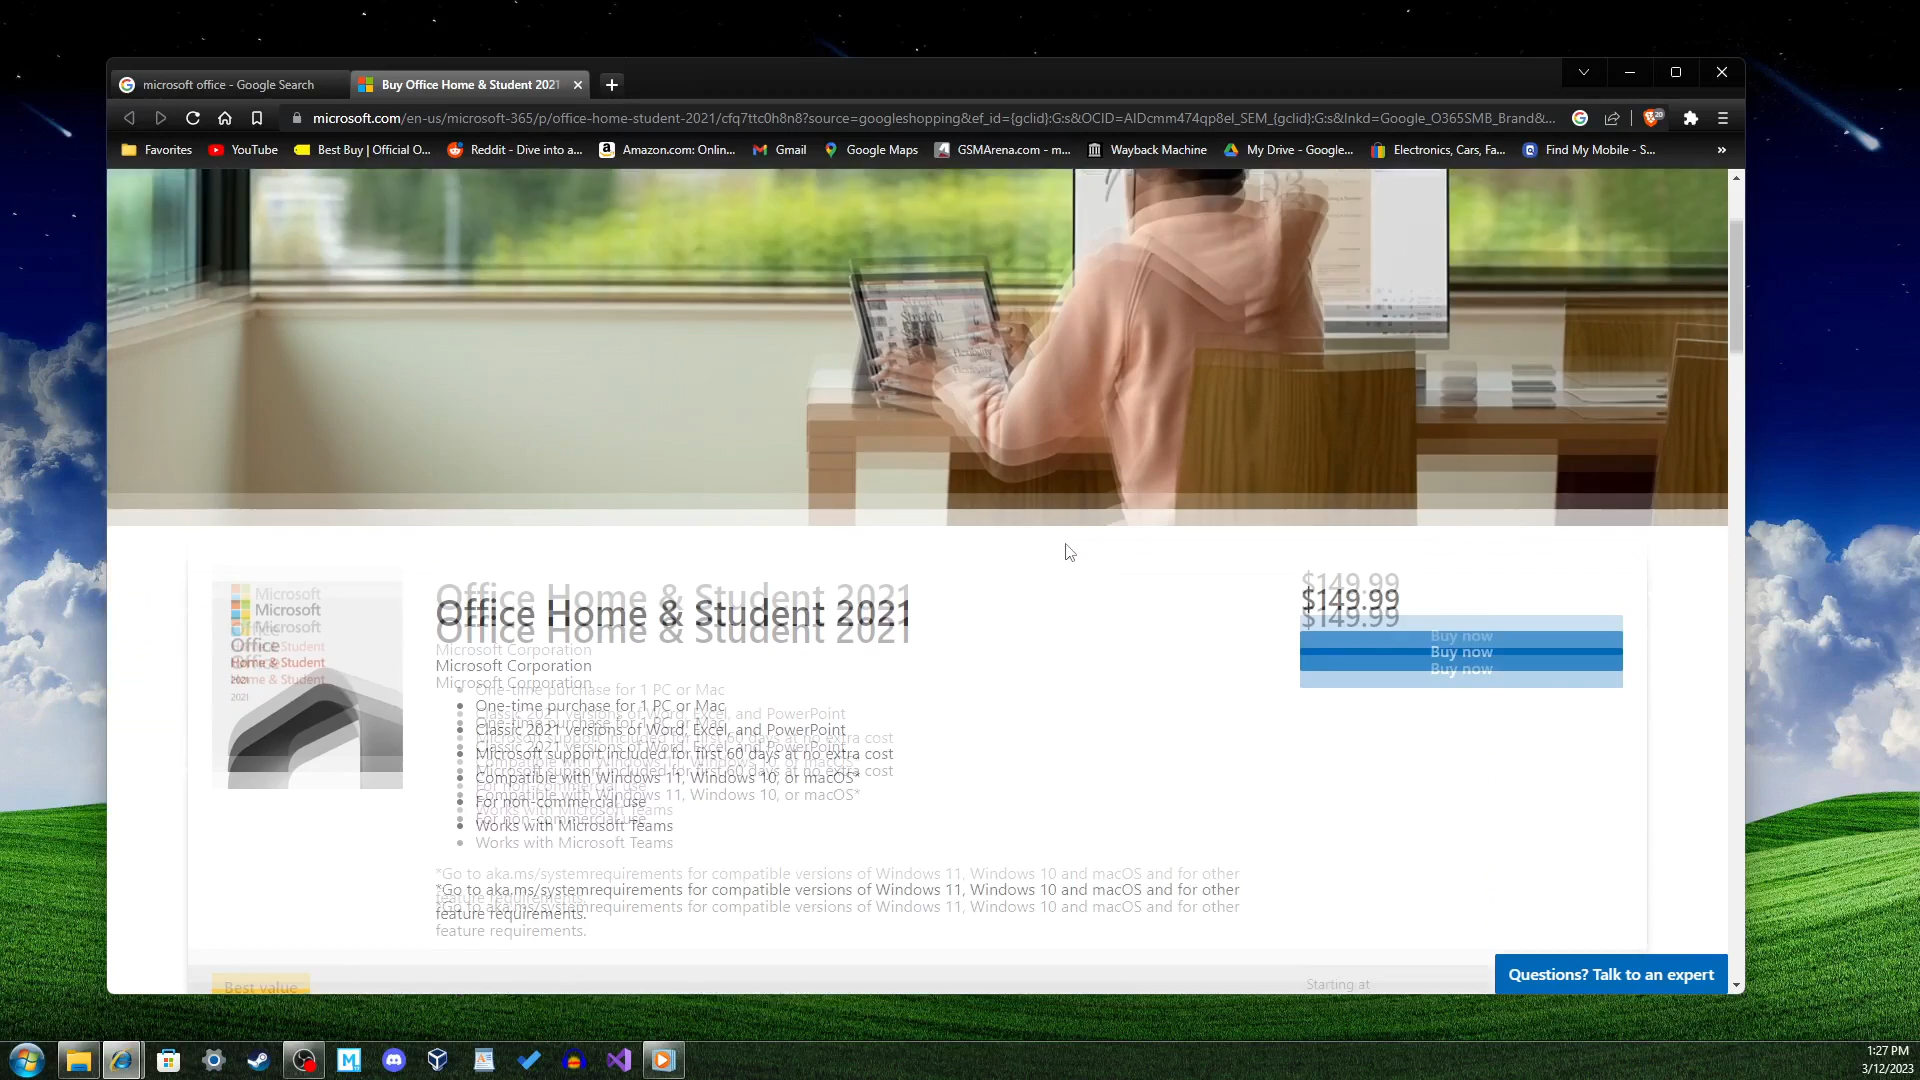 microsoft office - Google Search
Buy Office Home & Student 2021
microsoft.com/en-us/microsoft-365/p/office-home-student-2021/cfq7ttc0h8n8?source=googleshopping&ef_id={gclid}:G:s&OCID=AIDcmm474qp8el_SEM_{gclid}:G:s&lnkd=Google_O365SMB_Brand&...
20
Favorites YouTube Best Buy | Official O... Reddit - Dive into a... Amazon.com: Onlin... Gmail Google Maps GSMArena.com - m... Wayback Machine My Drive - Google... Electronics, Cars, Fa... Find My Mobile - S... »
Microsoft
Office
Home & Student
2021
Office Home & Student 2021
Microsoft Corporation
• One-time purchase for 1 PC or Mac
• Classic 2021 versions of Word, Excel, and PowerPoint
• Microsoft support included for first 60 days at no extra cost
• Compatible with Windows 11, Windows 10, or macOS*
• For non-commercial use
• Works with Microsoft Teams
*Go to aka.ms/systemrequirements for compatible versions of Windows 11, Windows 10 and macOS and for other
feature requirements.
$149.99
Buy now
Best value
Starting at
Questions? Talk to an expert
1:27 PM
3/12/2023